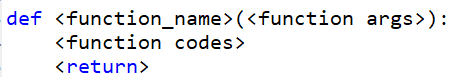 def <function_name>(<function args>):
    <function codes>
    <return>